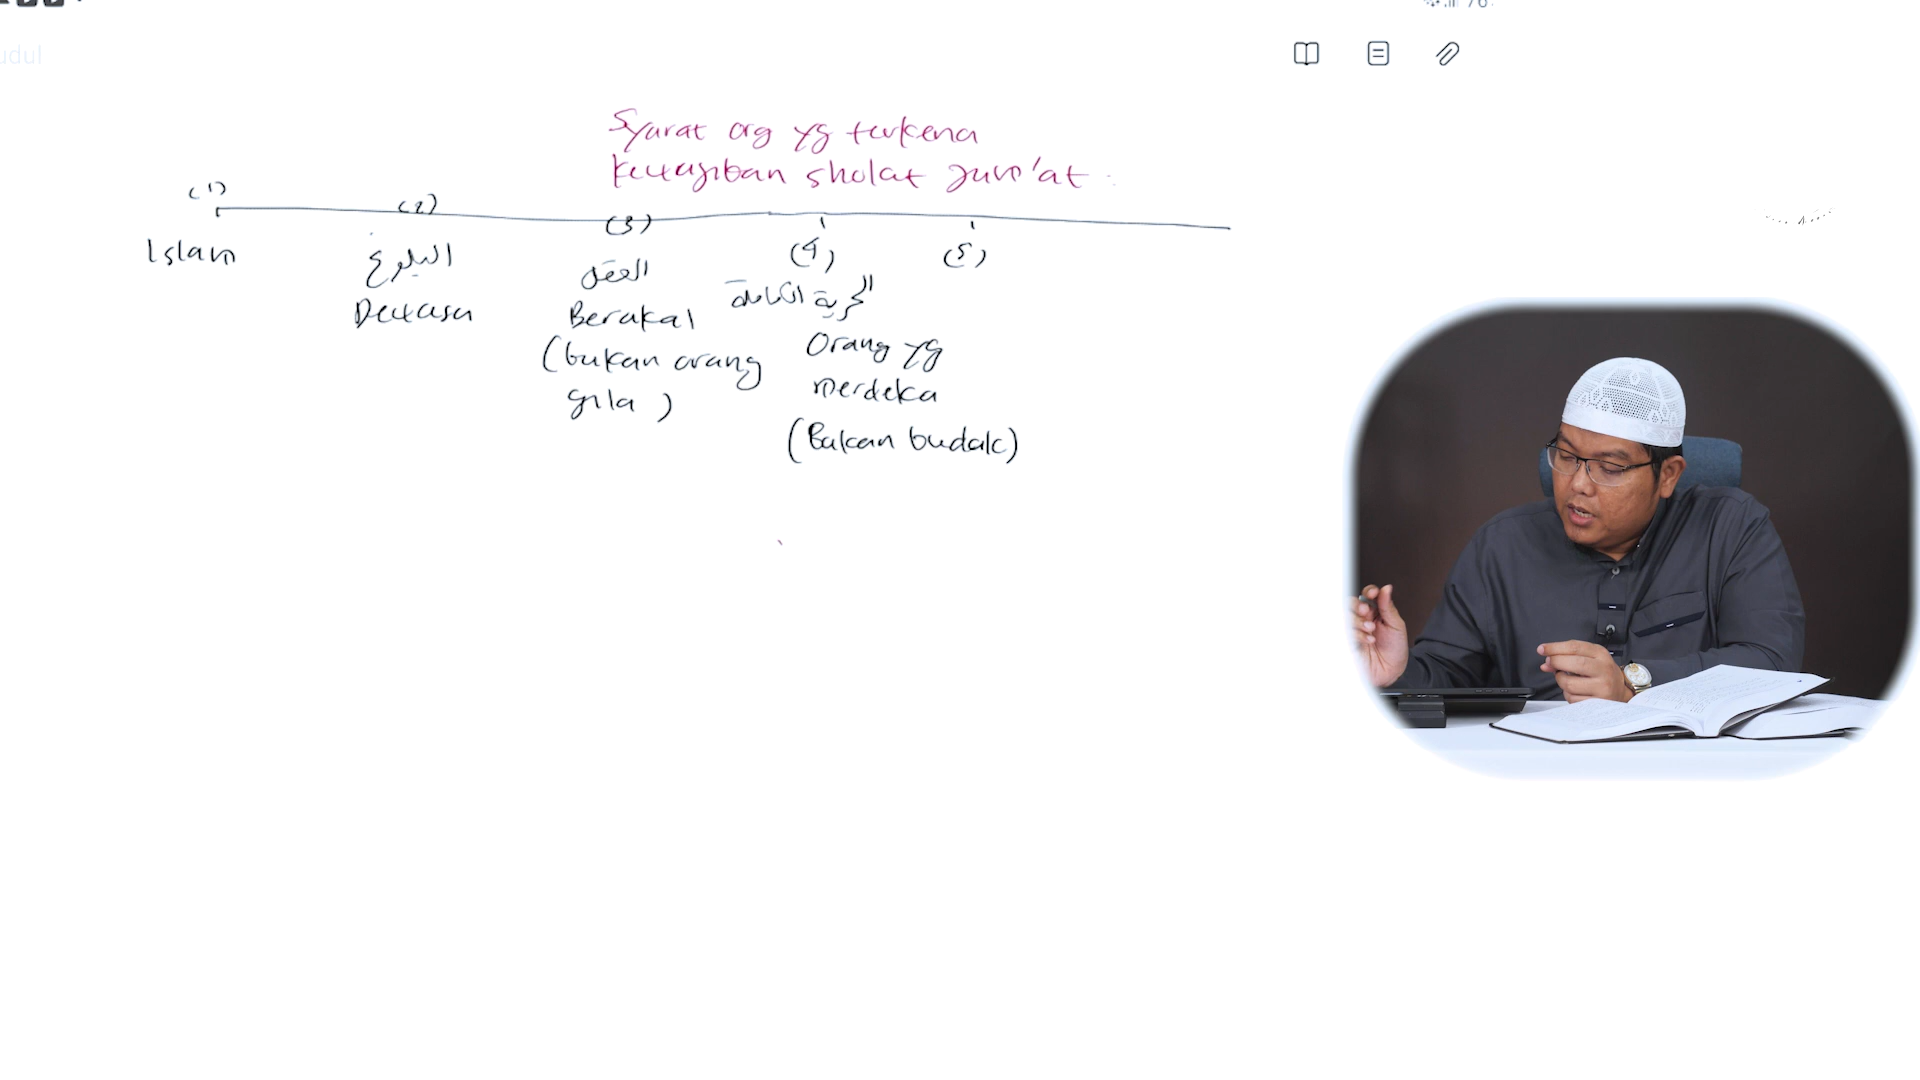 udul
Syarat org yg terkena
kewajiban sholat Jum'at
(1)
Islam
(2)
البلوغ
Dewasa
(3)
العقل
Berakal
(bukan orang
gila)
(4)
الحرية الكاملة
Orang yg
merdeka
(Bukan budak)
(5)